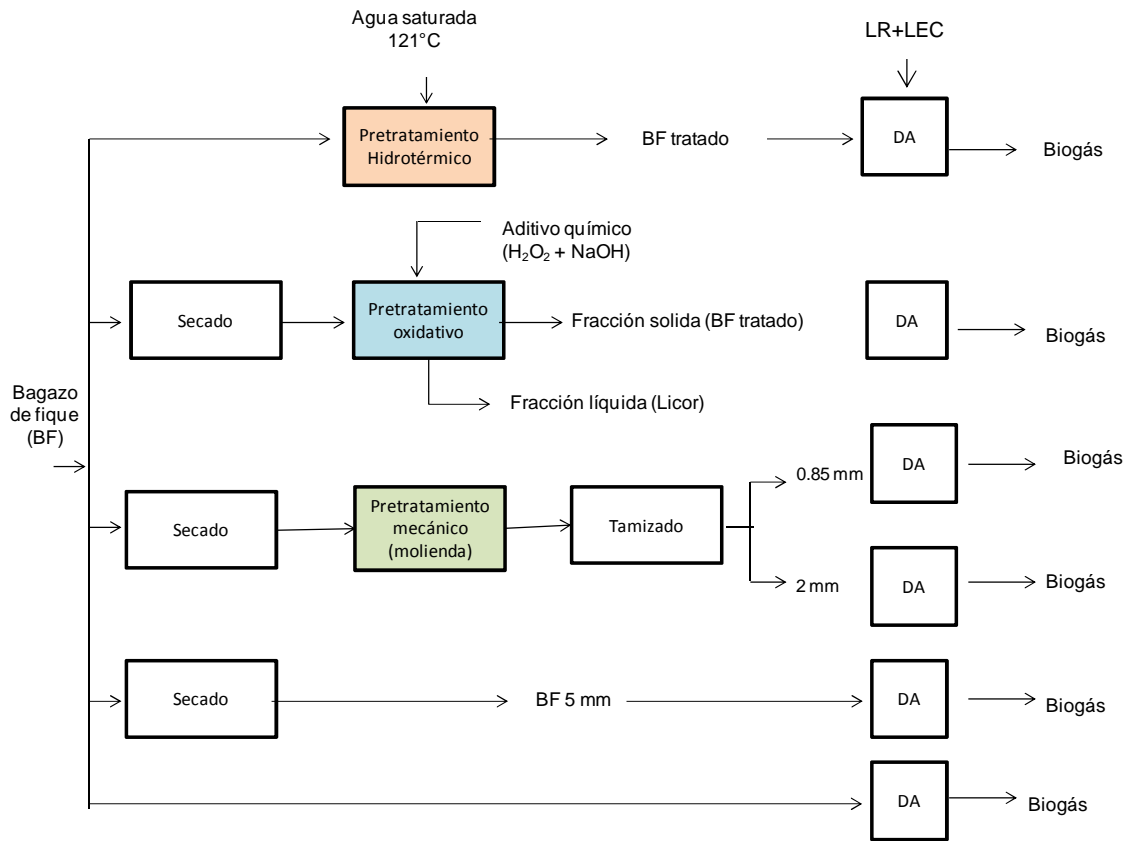 Agua saturada
121°C
LR+LEC
Pretratamiento
Hidrotérmico
BF tratado
DA
Biogás
Aditivo químico
(H₂O₂ + NaOH)
Secado
Pretratamiento
oxidativo
Fracción solida (BF tratado)
DA
Biogás
Fracción líquida (Licor)
Bagazo
de fique
(BF)
Secado
Pretratamiento
mecánico
(molienda)
Tamizado
0.85 mm
DA
Biogás
2 mm
DA
Biogás
Secado
BF 5 mm
DA
Biogás
DA
Biogás